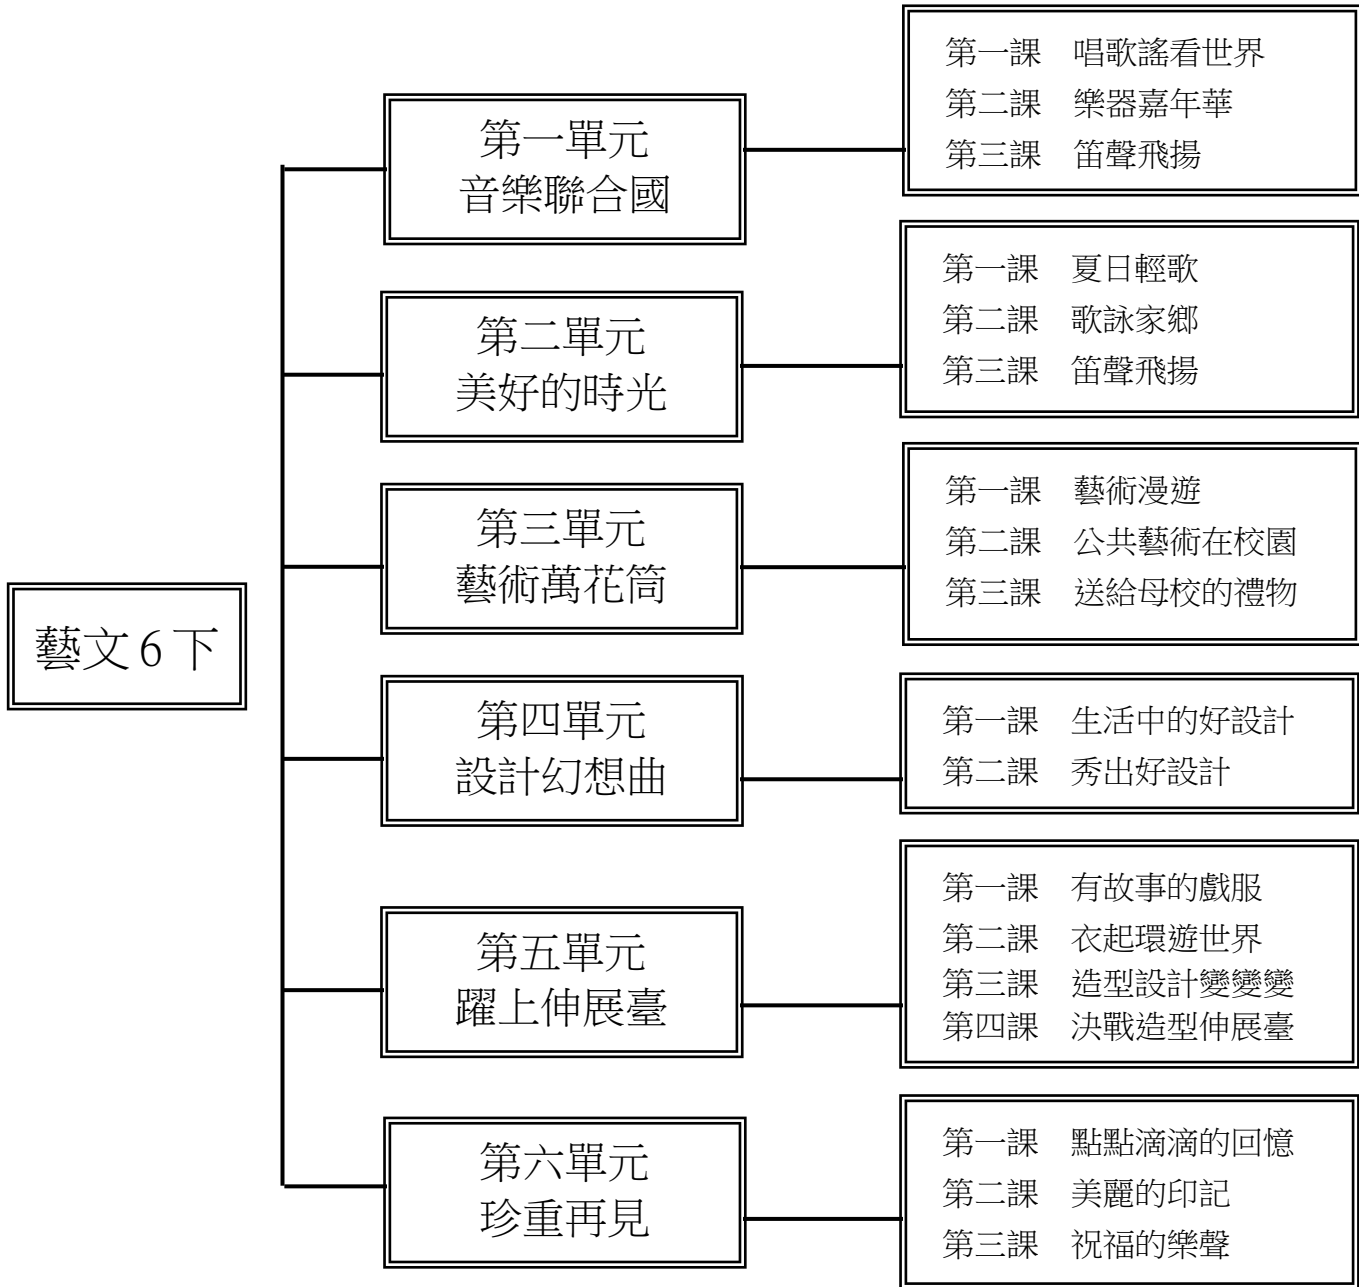 藝文6下
第一單元
音樂聯合國
第一課　唱歌謠看世界
第二課　樂器嘉年華
第三課　笛聲飛揚
第二單元
美好的時光
第一課　夏日輕歌
第二課　歌詠家鄉
第三課　笛聲飛揚
第三單元
藝術萬花筒
第一課　藝術漫遊
第二課　公共藝術在校園
第三課　送給母校的禮物
第四單元
設計幻想曲
第一課　生活中的好設計
第二課　秀出好設計
第五單元
躍上伸展臺
第一課　有故事的戲服
第二課　衣起環遊世界
第三課　造型設計變變變
第四課　決戰造型伸展臺
第六單元
珍重再見
第一課　點點滴滴的回憶
第二課　美麗的印記
第三課　祝福的樂聲